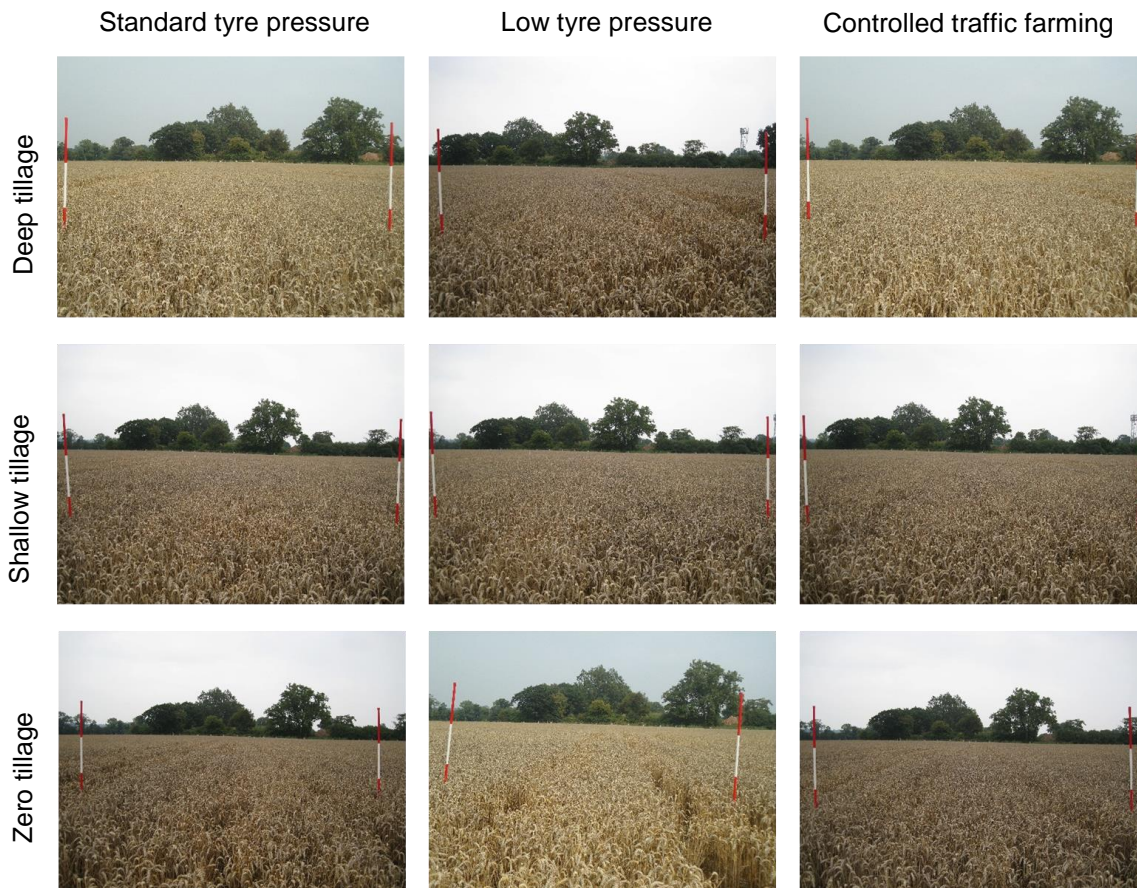 Standard tyre pressure
Low tyre pressure
Controlled traffic farming
Deep tillage
Shallow tillage
Zero tillage